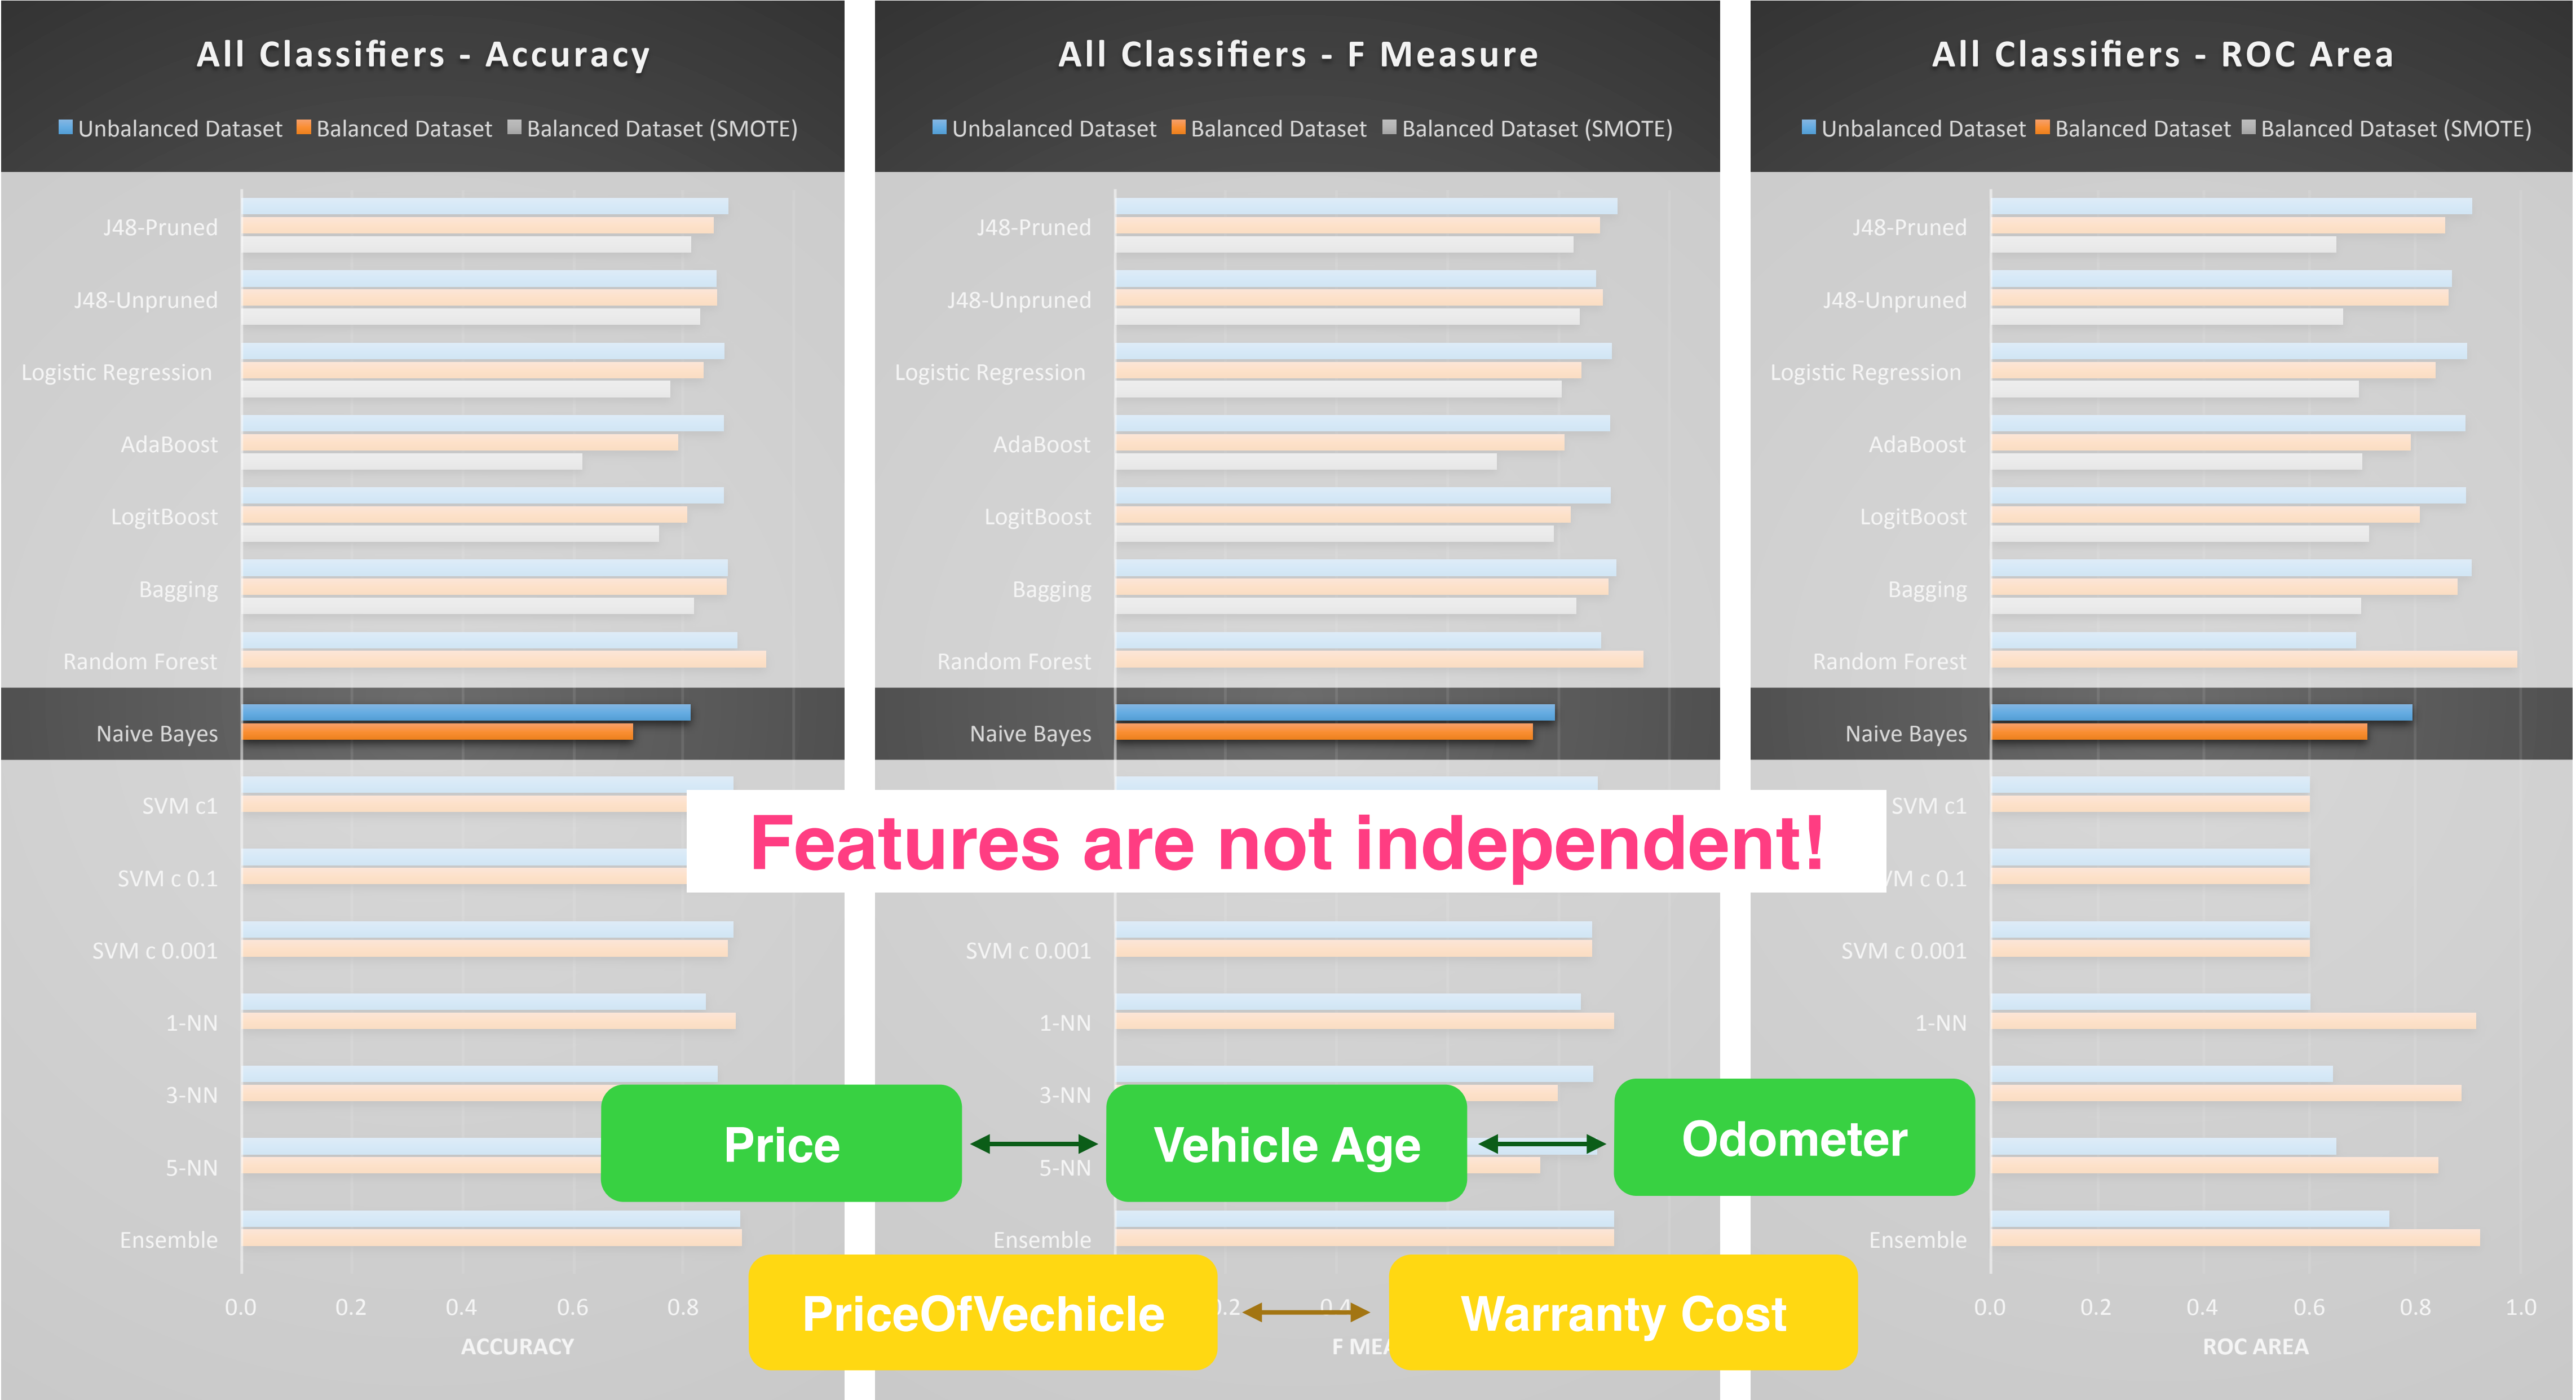 All Classifiers - Accuracy
Unbalanced Dataset Balanced Dataset Balanced Dataset (SMOTE)
J48-Pruned
J48-Unpruned
Logistic Regression
AdaBoost
LogitBoost
Bagging
Random Forest
Naive Bayes
SVM c1
SVM c 0.1
SVM c 0.001
1-NN
3-NN
5-NN
Ensemble
0.0 0.2 0.4 0.6 0.8
ACCURACY
All Classifiers - F Measure
Unbalanced Dataset Balanced Dataset Balanced Dataset (SMOTE)
J48-Pruned
J48-Unpruned
Logistic Regression
AdaBoost
LogitBoost
Bagging
Random Forest
Naive Bayes
SVM c 0.001
1-NN
3-NN
5-NN
Ensemble
0.4
F
All Classifiers - ROC Area
Unbalanced Dataset Balanced Dataset Balanced Dataset (SMOTE)
J48-Pruned
J48-Unpruned
Logistic Regression
AdaBoost
LogitBoost
Bagging
Random Forest
Naive Bayes
SVM c1
c 0.1
SVM c 0.001
1-NN
Ensemble
0.0 0.2 0.4 0.6 0.8 1.0
ROC AREA
Features are not independent!
Price Vehicle Age Odometer
PriceOfVechicle Warranty Cost